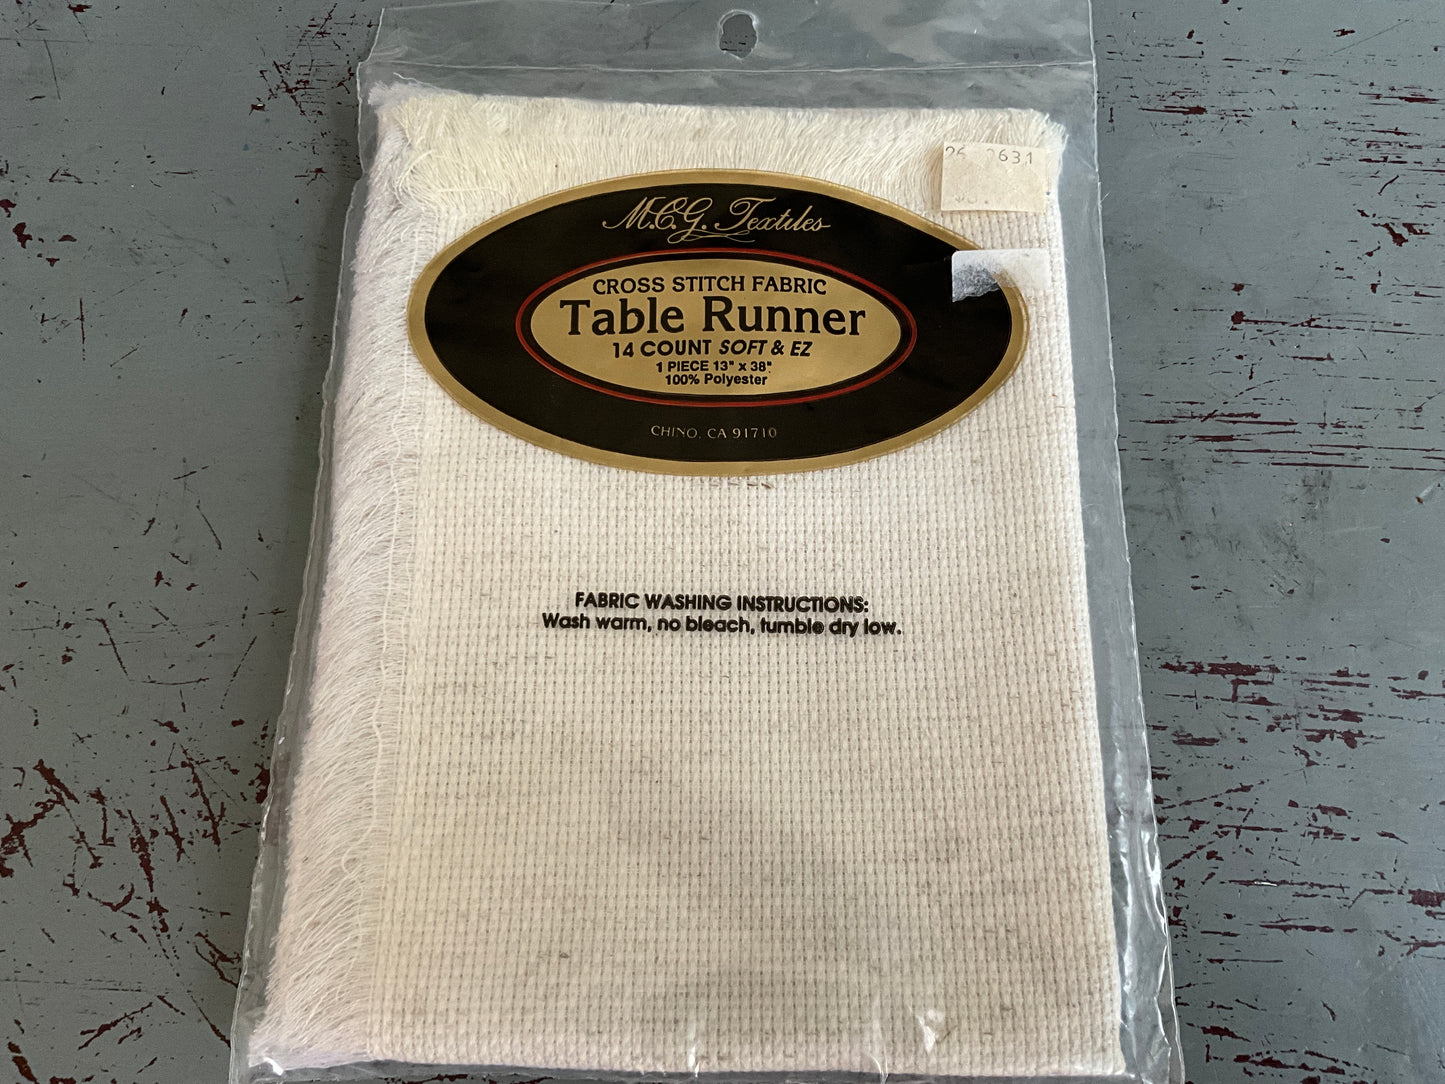 2631
M.C.G. Textiles
CROSS STITCH FABRIC
Table Runner
14 COUNT SOFT & EZ
1 PIECE 13" x 38"
100% Polyester
CHINO, CA 91710
FABRIC WASHING INSTRUCTIONS:
Wash warm, no bleach, tumble dry low.